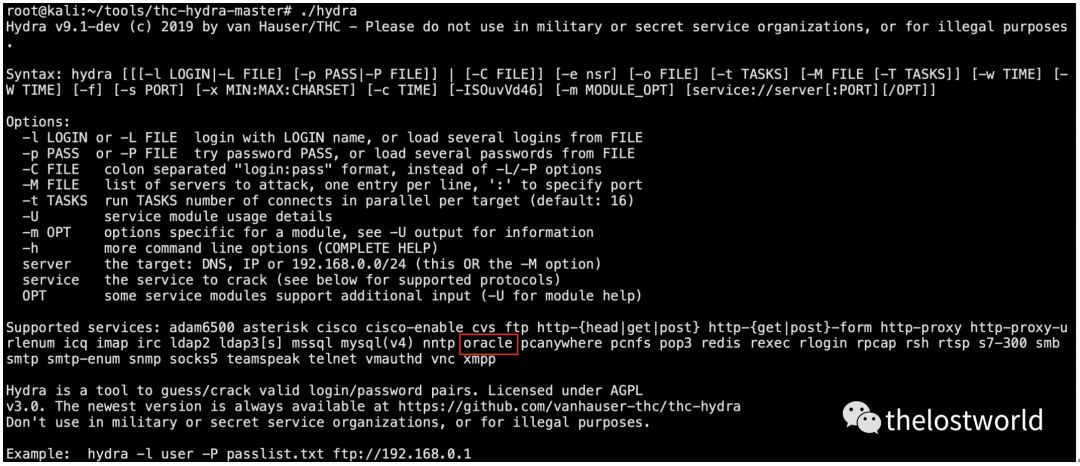 root@kali:~/tools/thc-hydra-master# ./hydra
Hydra v9.1-dev (c) 2019 by van Hauser/THC - Please do not use in military or secret service organizations, or for illegal purposes
.
Syntax: hydra [[[-l LOGIN|-L FILE] [-p PASS|-P FILE]] | [-C FILE]] [-e nsr] [-o FILE] [-t TASKS] [-M FILE [-T TASKS]] [-w TIME] [-
W TIME] [-f] [-s PORT] [-x MIN:MAX:CHARSET] [-c TIME] [-ISOuvVd46] [-m MODULE_OPT] [service://server[:PORT][/OPT]]
Options:
-l LOGIN or -L FILE  login with LOGIN name, or load several logins from FILE
-p PASS  or -P FILE  try password PASS, or load several passwords from FILE
-C FILE   colon separated "login:pass" format, instead of -L/-P options
-M FILE   list of servers to attack, one entry per line, ':' to specify port
-t TASKS  run TASKS number of connects in parallel per target (default: 16)
-U        service module usage details
-m OPT    options specific for a module, see -U output for information
-h        more command line options (COMPLETE HELP)
server    the target: DNS, IP or 192.168.0.0/24 (this OR the -M option)
service   the service to crack (see below for supported protocols)
OPT       some service modules support additional input (-U for module help)
Supported services: adam6500 asterisk cisco cisco-enable cvs ftp http-{head|get|post} http-{get|post}-form http-proxy http-proxy-u
rlenum icq imap irc ldap2 ldap3[s] mssql mysql(v4) nntp oracle pcanywhere pcnfs pop3 redis rexec rlogin rpcap rsh rtsp s7-300 smb
smtp smtp-enum snmp socks5 teamspeak telnet vmauthd vnc xmpp
Hydra is a tool to guess/crack valid login/password pairs. Licensed under AGPL
v3.0. The newest version is always available at https://github.com/vanhauser-thc/thc-hydra
Don't use in military or secret service organizations, or for illegal purposes.
thelostworld
Example:  hydra -l user -P passlist.txt ftp://192.168.0.1